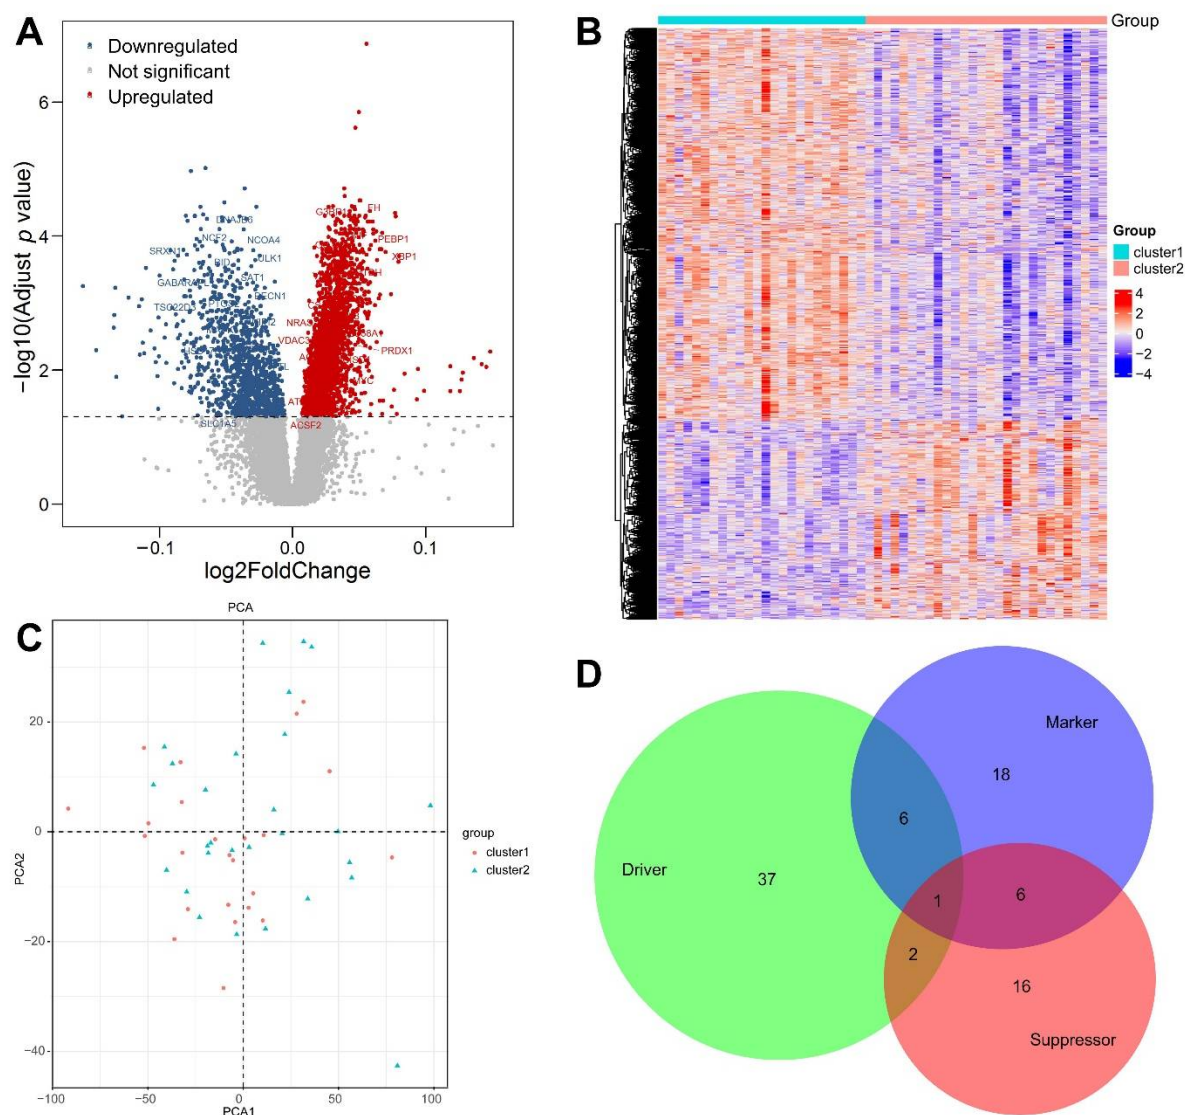 A
Downregulated
Not significant
Upregulated
−log10(Adjust p value)
6
4
2
0
G3BP1
FH
DNAJB6
NCF2
NCOA4
PEBP1
SRXN1
XBP1
BID
ULK1
SAT1
GABARAPL1
BECN1
PTGS2
TSC22D3
NRAS
VDAC3
PRDX1
SLC1A5
ACSF2
−0.1
0.0
0.1
log2FoldChange
B
Group
Group
cluster1
cluster2
4
2
0
−2
−4
C
PCA
PCA2
20
0
−20
−40
−100
−50
0
50
100
PCA1
group
cluster1
cluster2
D
Marker
18
6
Driver
37
1
6
2
16
Suppressor